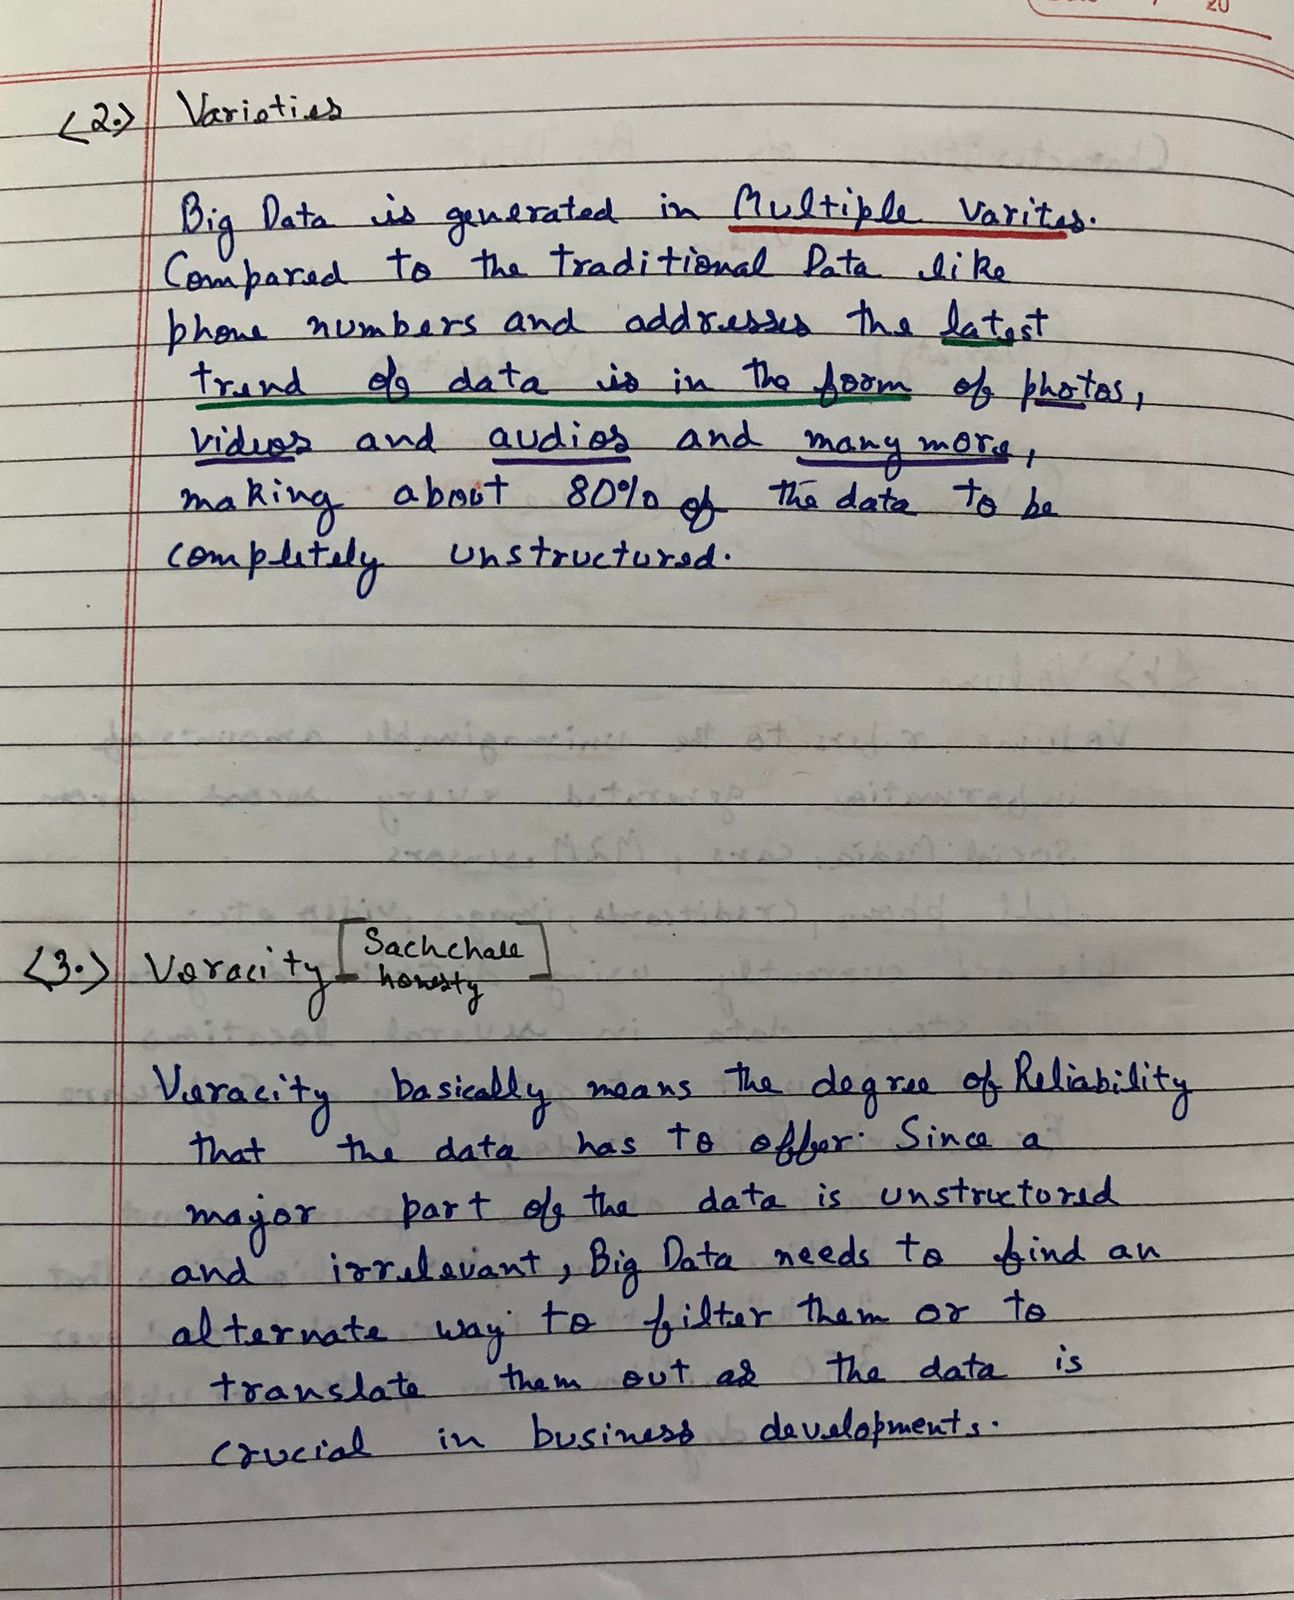 20
<2.> Varieties
Big Data is generated in Multiple Varites.
Compared to the traditional Data like
phone numbers and addresses the latest
trend of data is in the form of photos,
videos and audios and many more,
making about 80% of the data to be
completely unstructured.
<3.> Veracity [Sachchaee
honesty]
Veracity basically means the degree of Reliability
that the data has to offer. Since a
major part of the data is unstructored
and irrelevant, Big Data needs to find an
alternate way to filter them or to
translate them out as the data is
crucial in business developments.